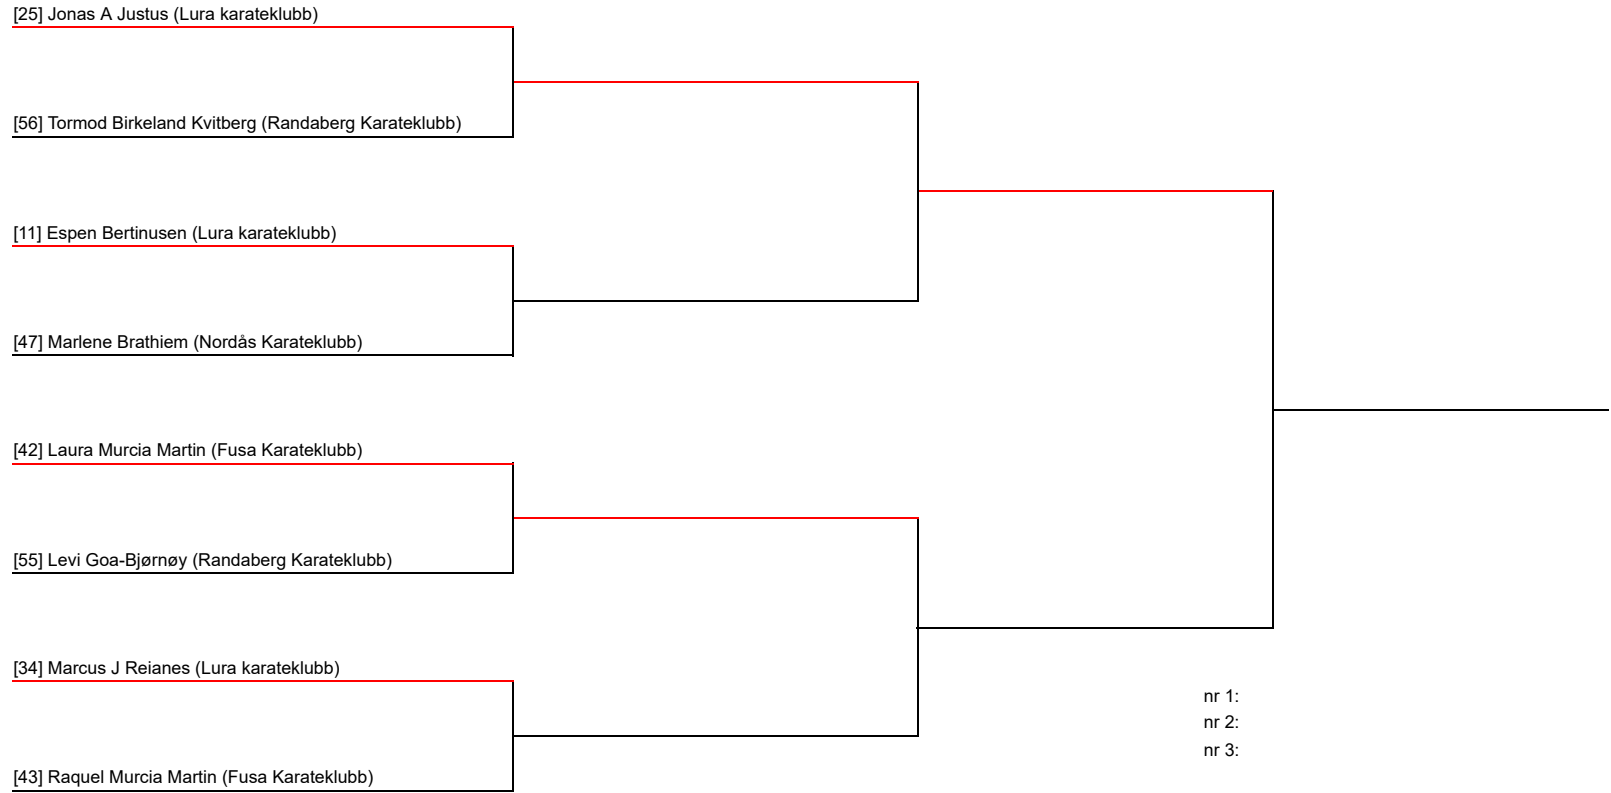 [25] Jonas A Justus (Lura karateklubb)
[56] Tormod Birkeland Kvitberg (Randaberg Karateklubb)
[11] Espen Bertinusen (Lura karateklubb)
[47] Marlene Brathiem (Nordås Karateklubb)
[42] Laura Murcia Martin (Fusa Karateklubb)
[55] Levi Goa-Bjørnøy (Randaberg Karateklubb)
[34] Marcus J Reianes (Lura karateklubb)
[43] Raquel Murcia Martin (Fusa Karateklubb)
nr 1:
nr 2:
nr 3: